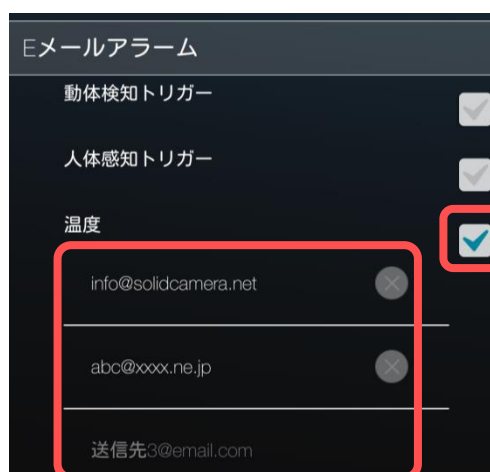 Eメールアラーム
動体検知トリガー
人体感知トリガー
温度
info@solidcamera.net
abc@xxxx.ne.jp
送信先3@email.com